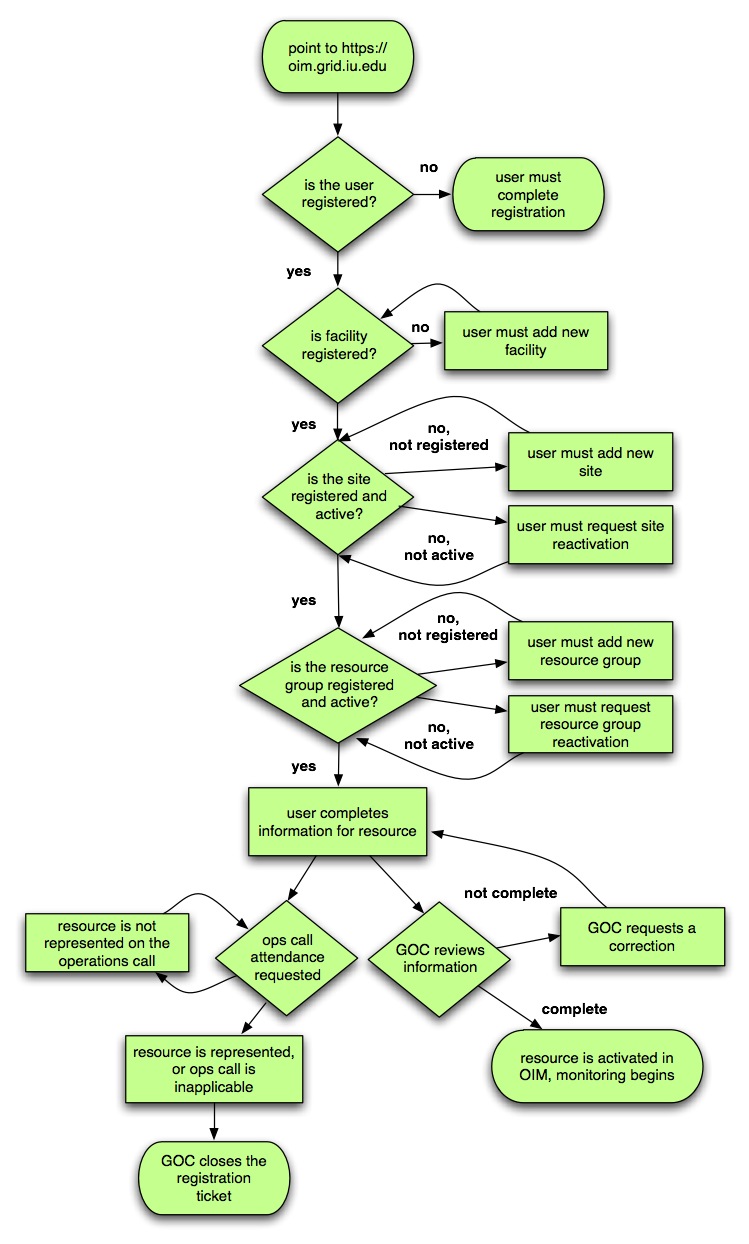 point to https://
oim.grid.iu.edu
is the user
registered?
no
user must
complete
registration
yes
is facility
registered?
no
user must add new
facility
yes
no,
not registered
user must add new
site
is the site
registered and
active?
user must request site
reactivation
no,
not active
yes
no,
not registered
user must add new
resource group
is the resource
group registered
and active?
user must request
resource group
reactivation
no,
not active
yes
user completes
information for resource
not complete
resource is not
represented on the
operations call
ops call
attendance
requested
GOC reviews
information
GOC requests a
correction
complete
resource is represented,
or ops call is
inapplicable
resource is activated in
OIM, monitoring begins
GOC closes the
registration
ticket